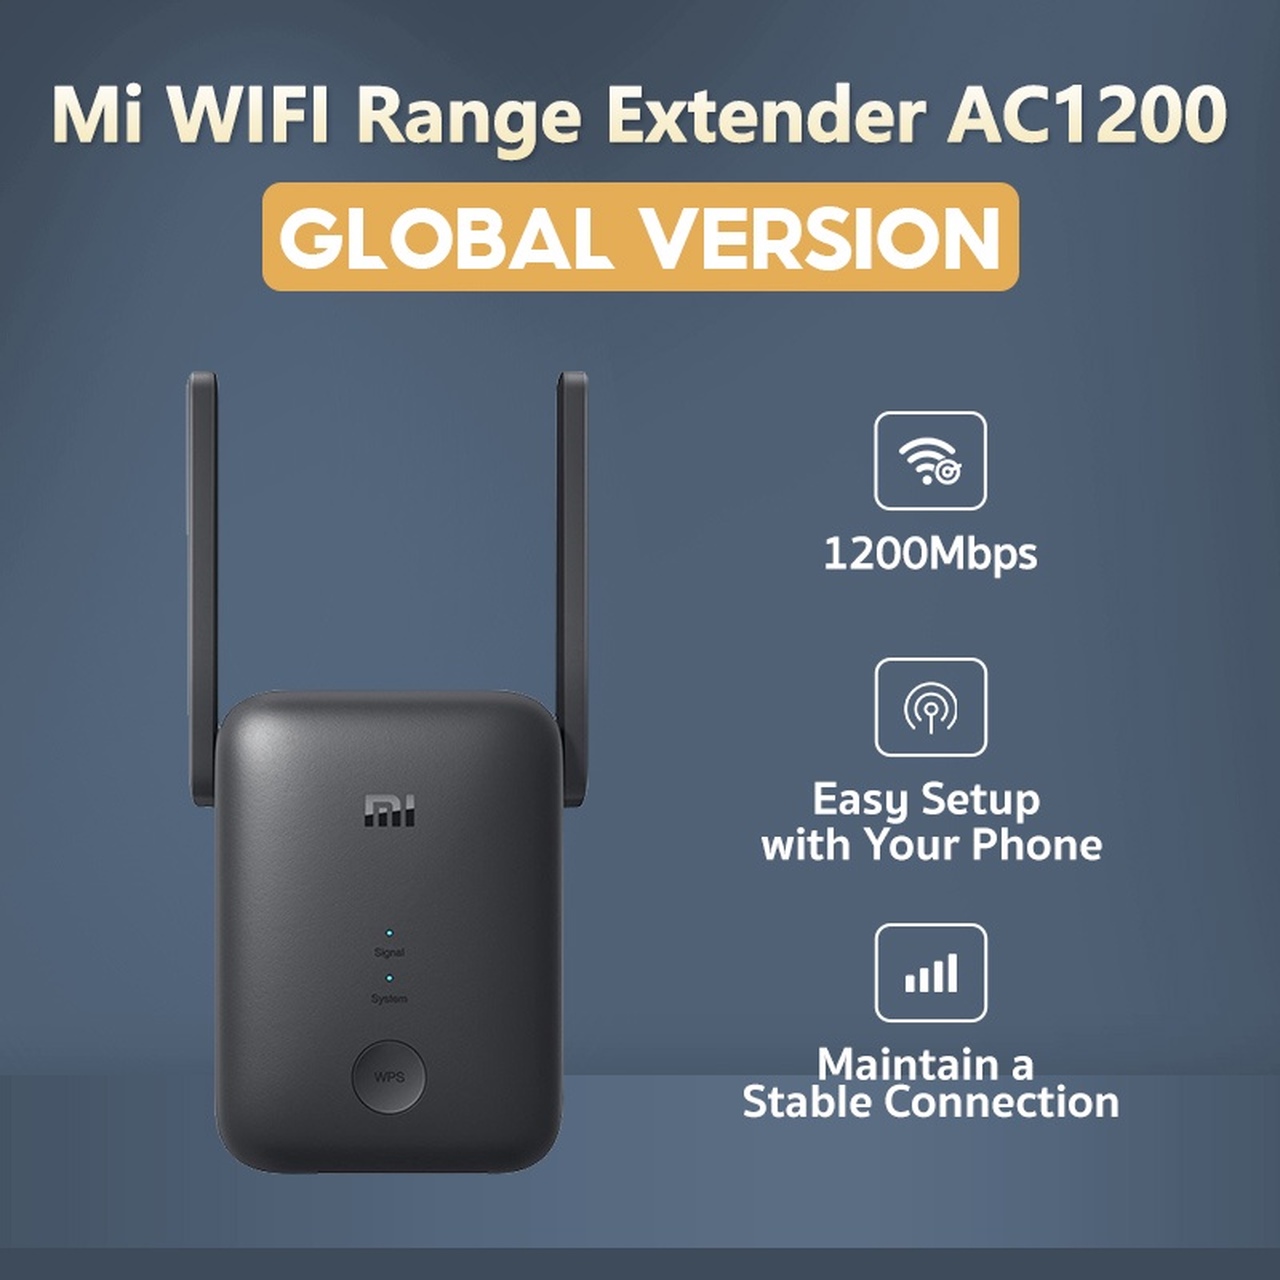 Mi WIFI Range Extender AC1200
GLOBAL VERSION
1200Mbps
Easy Setup
with Your Phone
Maintain a
Stable Connection
mi
Signal
System
WPS